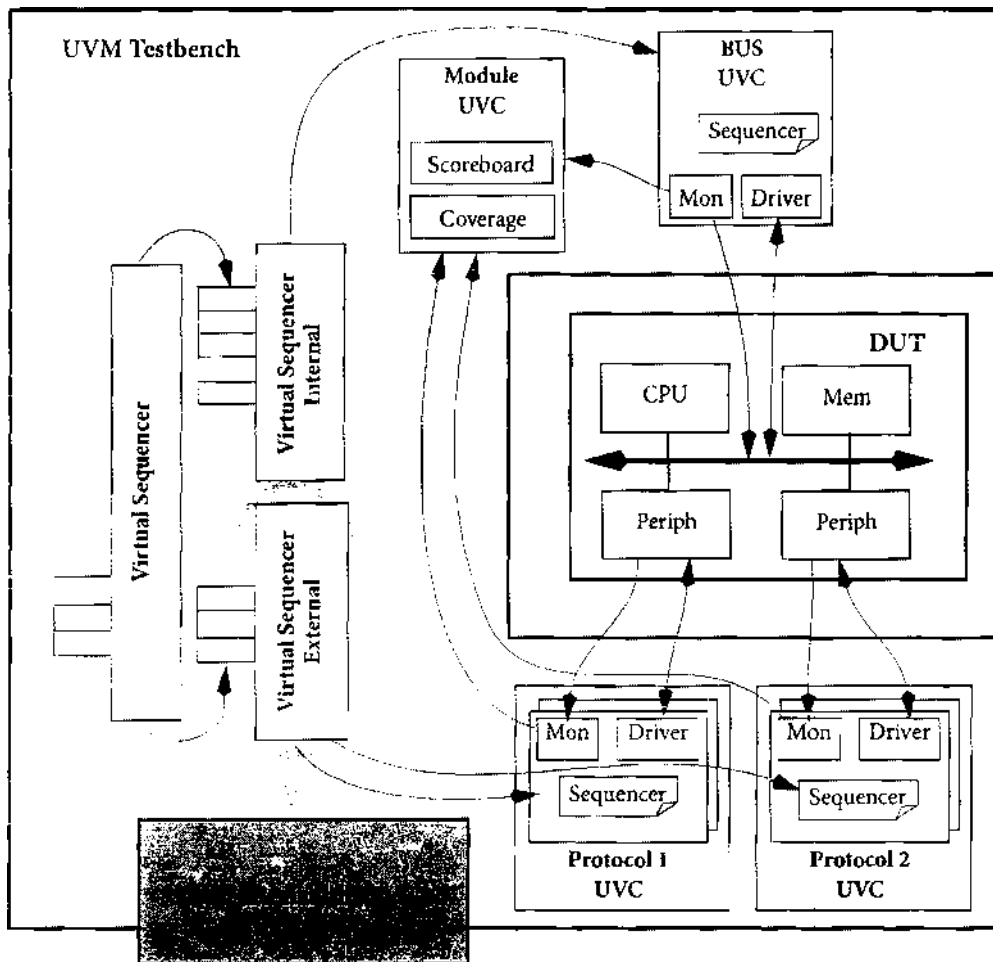 UVM Testbench
BUS
UVC
Sequencer
Mon
Driver
Module
UVC
Scoreboard
Coverage
Virtual Sequencer
Virtual Sequencer
Internal
Virtual Sequencer
External
DUT
CPU
Mem
Periph
Periph
Mon
Driver
Sequencer
Protocol 1
UVC
Mon
Driver
Sequencer
Protocol 2
UVC